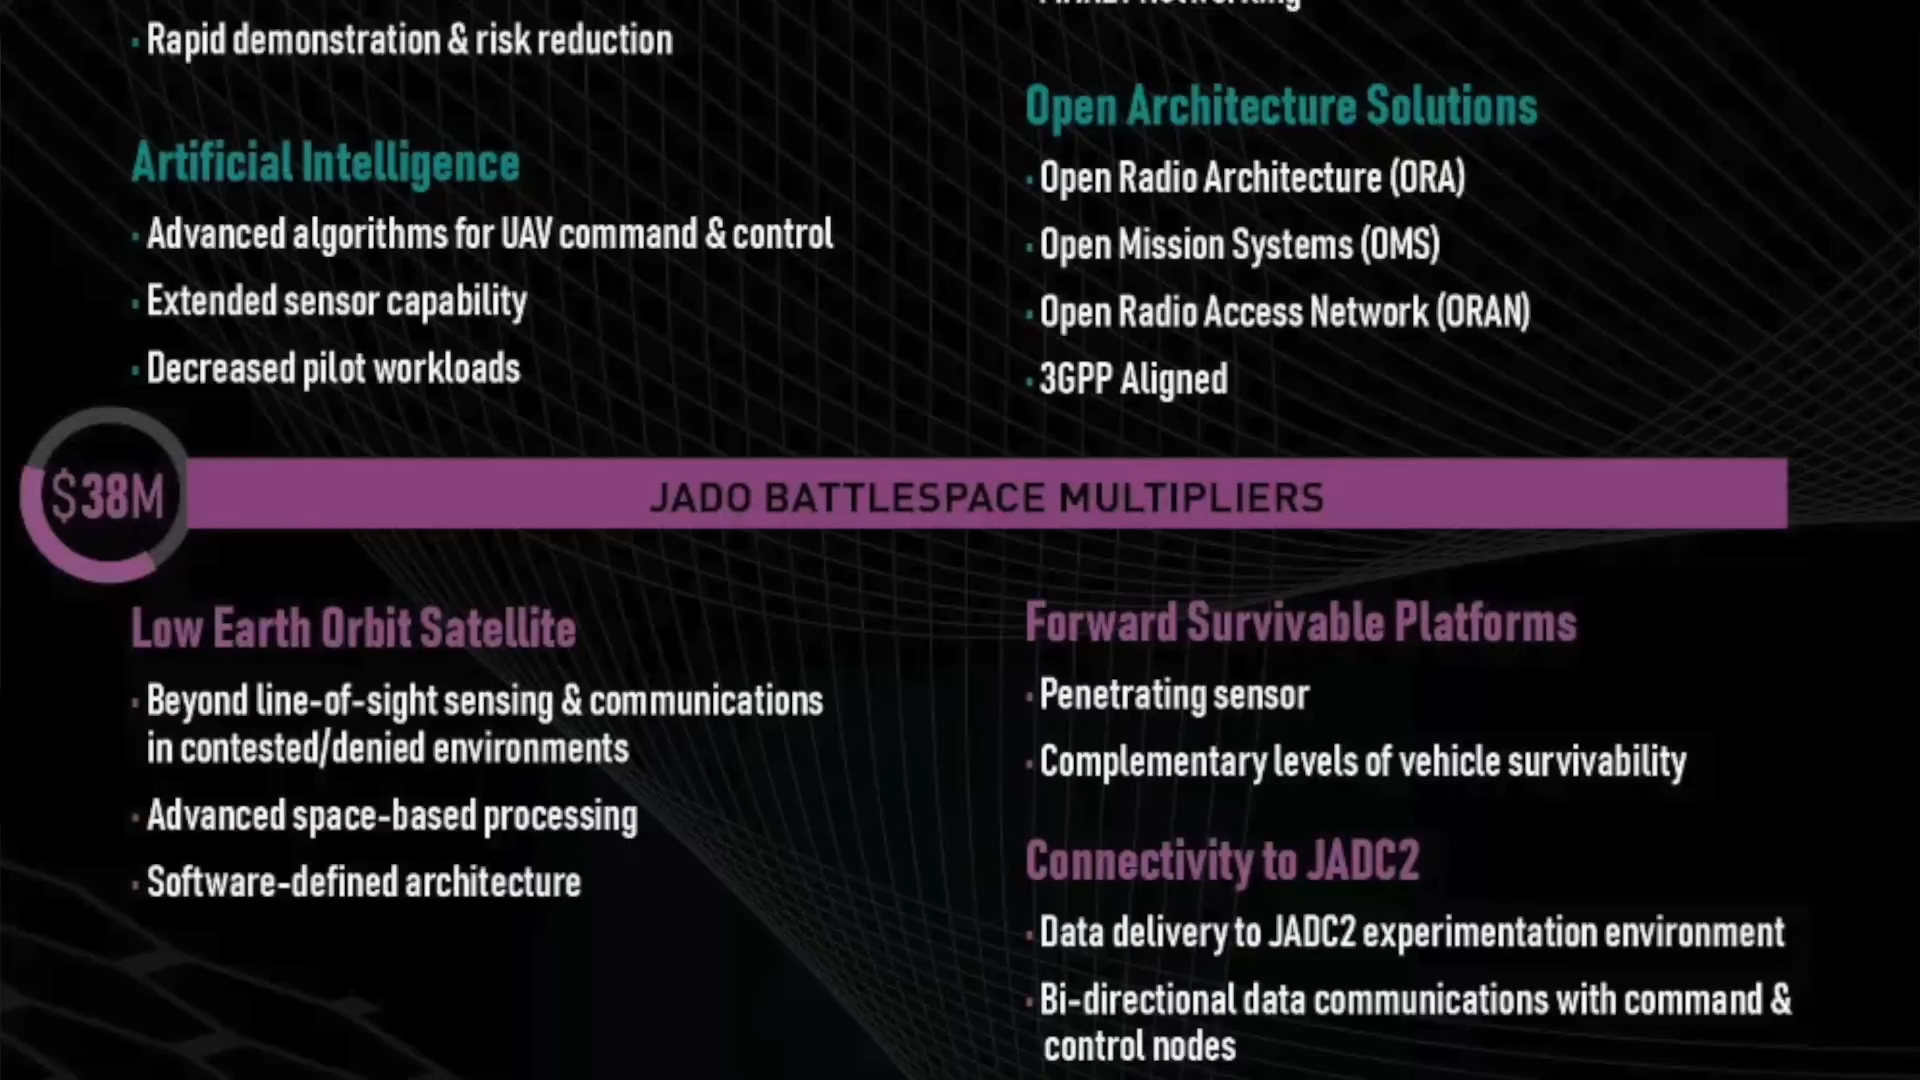 · Rapid demonstration & risk reduction
Artificial Intelligence
· Advanced algorithms for UAV command & control
· Extended sensor capability
· Decreased pilot workloads
Open Architecture Solutions
· Open Radio Architecture (ORA)
· Open Mission Systems (OMS)
· Open Radio Access Network (ORAN)
· 3GPP Aligned
$38M
JADO BATTLESPACE MULTIPLIERS
Low Earth Orbit Satellite
· Beyond line-of-sight sensing & communications
in contested/denied environments
· Advanced space-based processing
· Software-defined architecture
Forward Survivable Platforms
· Penetrating sensor
· Complementary levels of vehicle survivability
Connectivity to JADC2
· Data delivery to JADC2 experimentation environment
· Bi-directional data communications with command &
control nodes